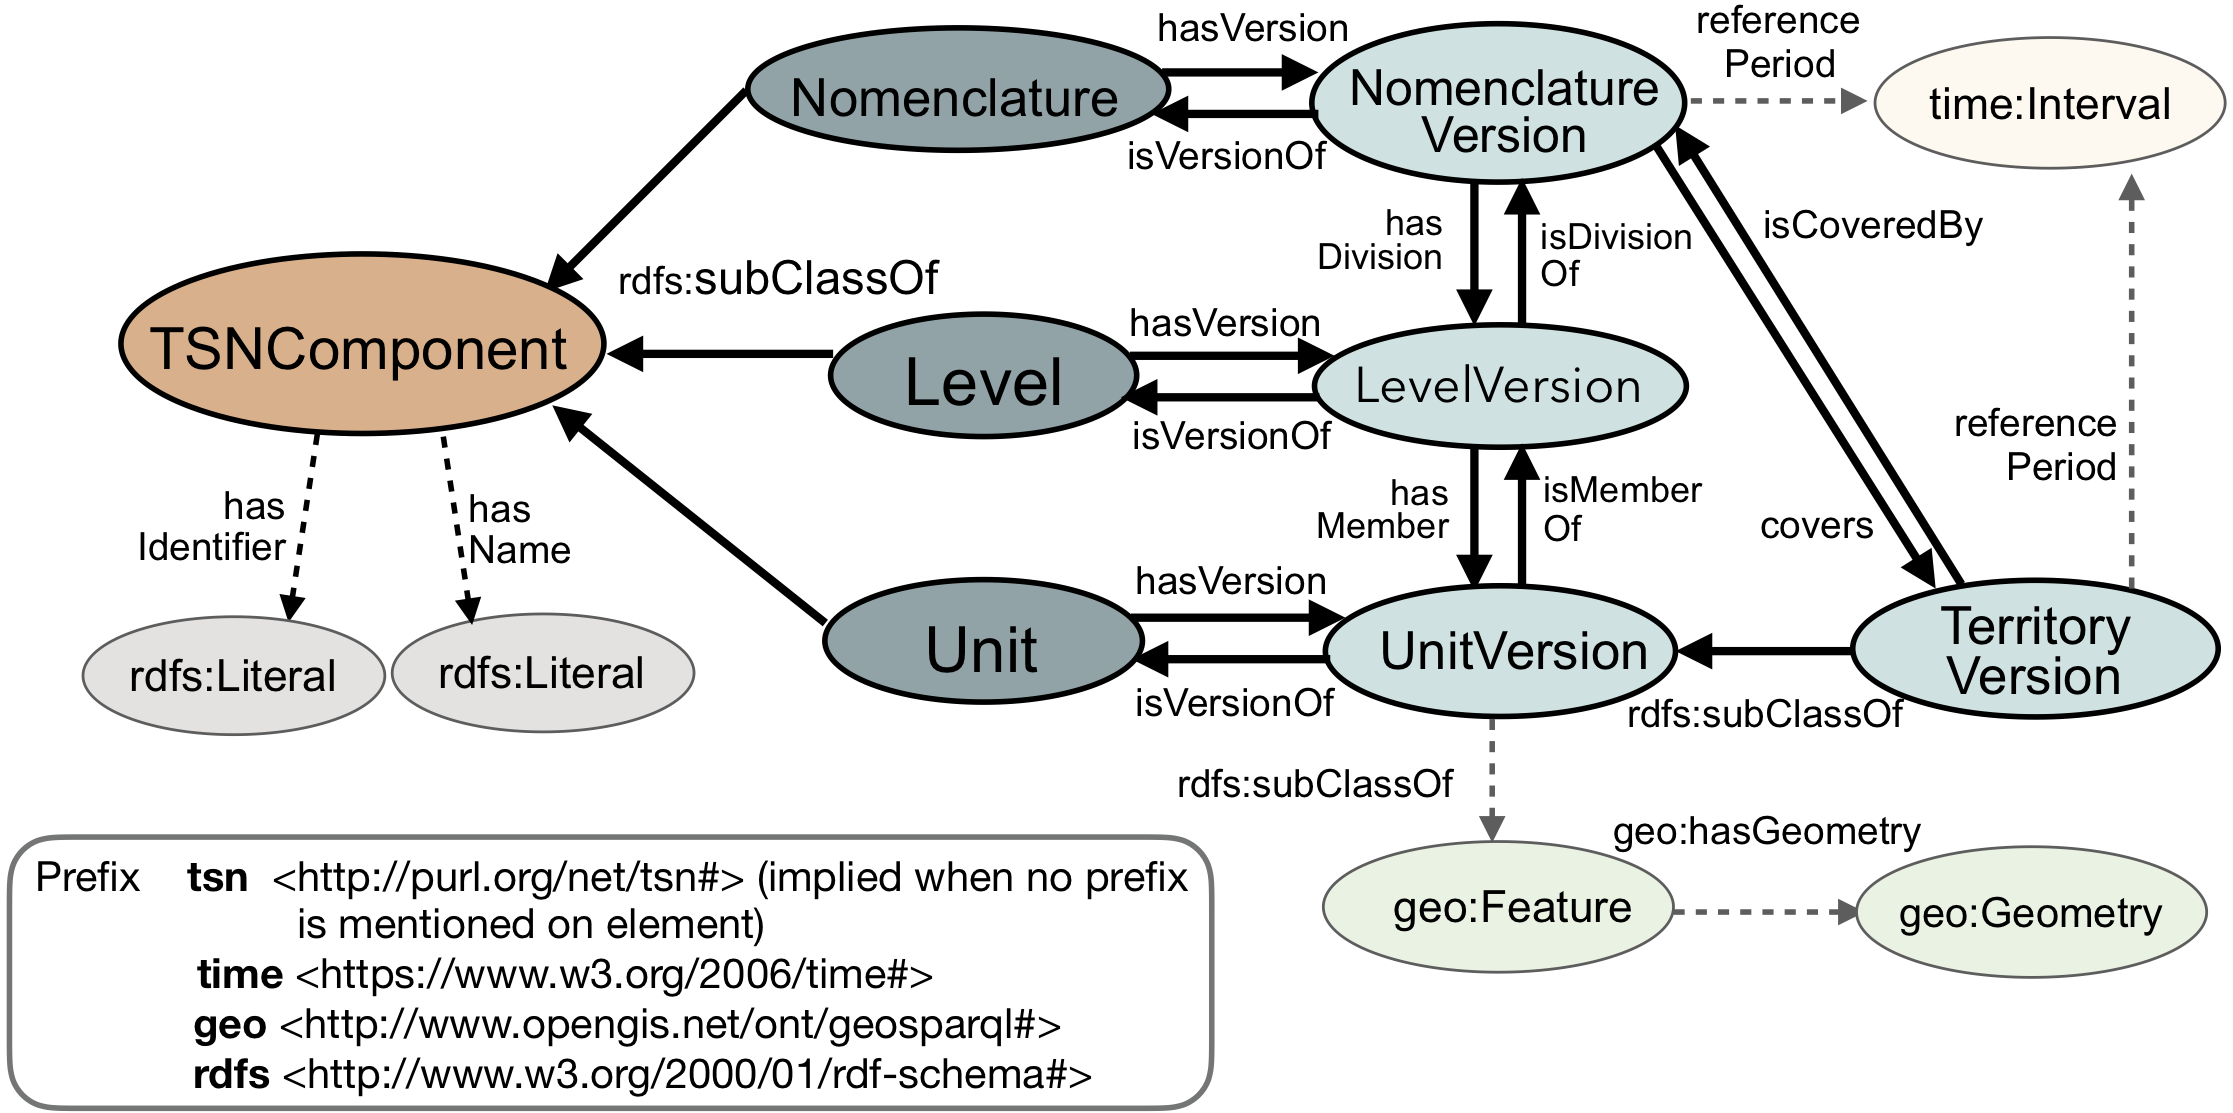 hasVersion
reference
Period
Nomenclature
Nomenclature
Version
time:Interval
isVersionOf
has
Division
isDivision
Of
isCoveredBy
rdfs:subClassOf
TSNComponent
hasVersion
Level
LevelVersion
isVersionOf
reference
Period
has
Identifier
has
Name
has
Member
isMember
Of
covers
hasVersion
Unit
UnitVersion
Territory
Version
rdfs:Literal
rdfs:Literal
isVersionOf
rdfs:subClassOf
rdfs:subClassOf
geo:hasGeometry
geo:Feature
geo:Geometry
Prefix tsn <http://purl.org/net/tsn#> (implied when no prefix
is mentioned on element)
time <https://www.w3.org/2006/time#>
geo <http://www.opengis.net/ont/geosparql#>
rdfs <http://www.w3.org/2000/01/rdf-schema#>